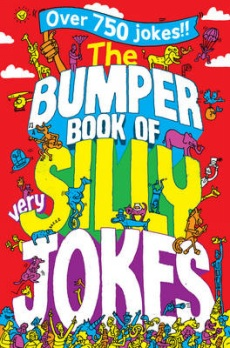 Over 750 jokes!!
The
BUMPER
BOOK OF
very
SILLY
JOKES